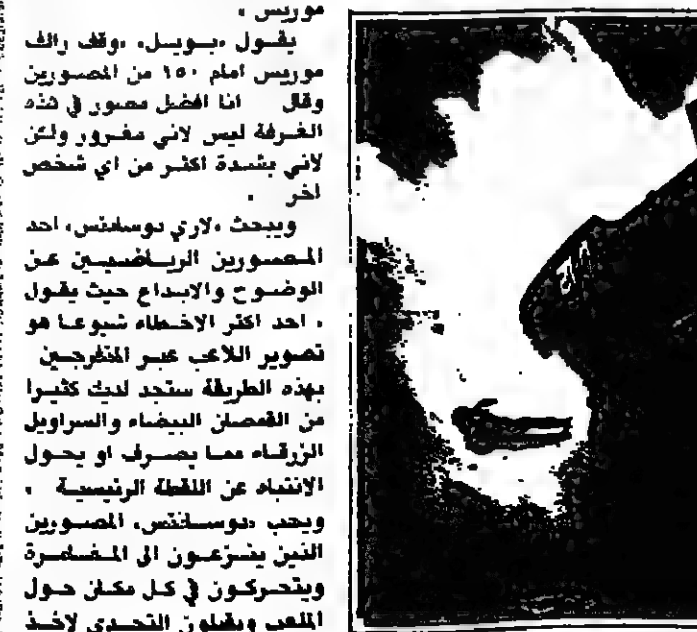 موريس »
يقول «بويسل» «وقف رالف
موريس امام ١٥٠ من المصورين
وقال انا افضل مصور في هذه
الغرفة ليس لاني مغرور ولكن
لاني بشدة اكثر من اي شخص
اخر » .
ويبحث «لاري دوسانتس» احد
المصورين الرياضيين عن
الوضوح والابداع حيث يقول
« احد اكثر الاخطاء شيوعا هو
تصوير اللاعب عبر المتفرجين
بهذه الطريقة ستجد لديك كثيرا
من القمصان البيضاء والسراويل
الزرقاء مما يصرف او يحول
الانتباه عن اللقطة الرئيسية »
ويحب «دوسانتس» المصورين
الذين ينزعون الى المغامرة
ويتحركون في كل مكان حول
الملعب ويقبلون التحدي لاخذ